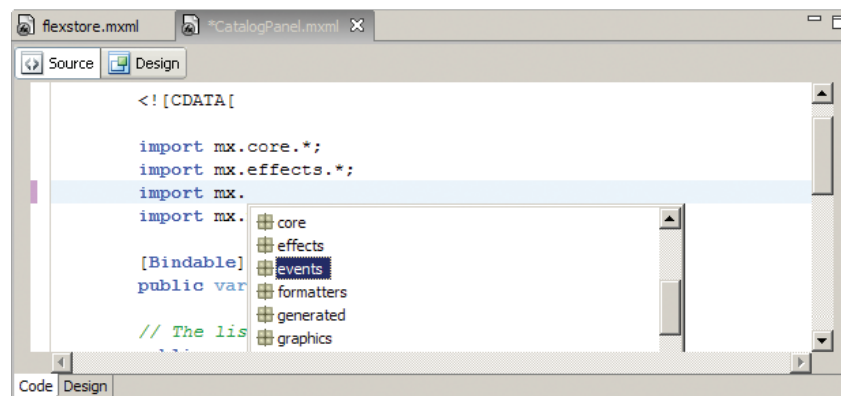 flexstore.mxml *CatalogPanel.mxml
Source Design
<![CDATA[
import mx.core.*;
import mx.effects.*;
import mx.
import mx.
core
effects
[Bindable]
events
public var
formatters
generated
// The lis
graphics
Code Design